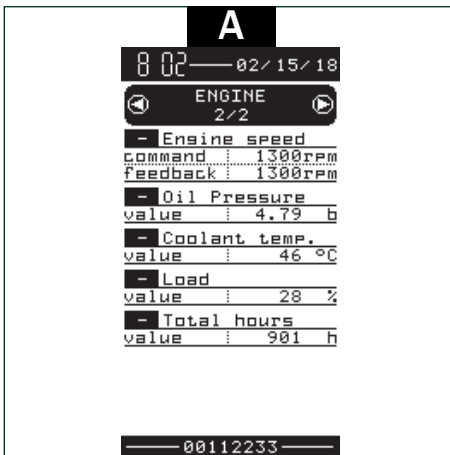 A
8 02 02/15/18
ENGINE
2/2
- Engine speed
command 1300rpm
feedback 1300rpm
- Oil Pressure
value 4.79 b
- Coolant temp.
value 46 °C
- Load
value 28 %
- Total hours
value 901 h
00112233